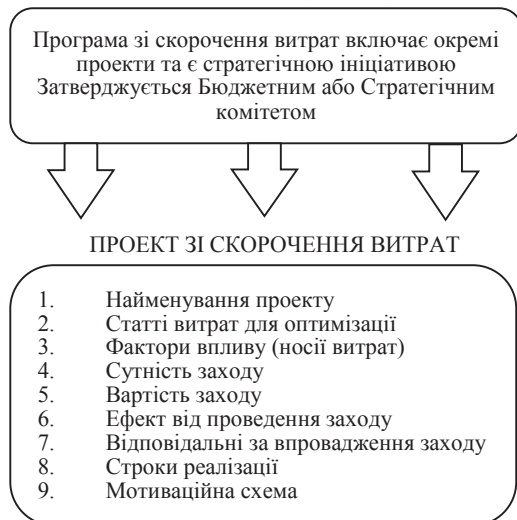 Програма зі скорочення витрат включає окремі
проекти та є стратегічною ініціативою
Затверджується Бюджетним або Стратегічним
комітетом
ПРОЕКТ ЗІ СКОРОЧЕННЯ ВИТРАТ
1. Найменування проекту
2. Статті витрат для оптимізації
3. Фактори впливу (носії витрат)
4. Сутність заходу
5. Вартість заходу
6. Ефект від проведення заходу
7. Відповідальні за впровадження заходу
8. Строки реалізації
9. Мотиваційна схема